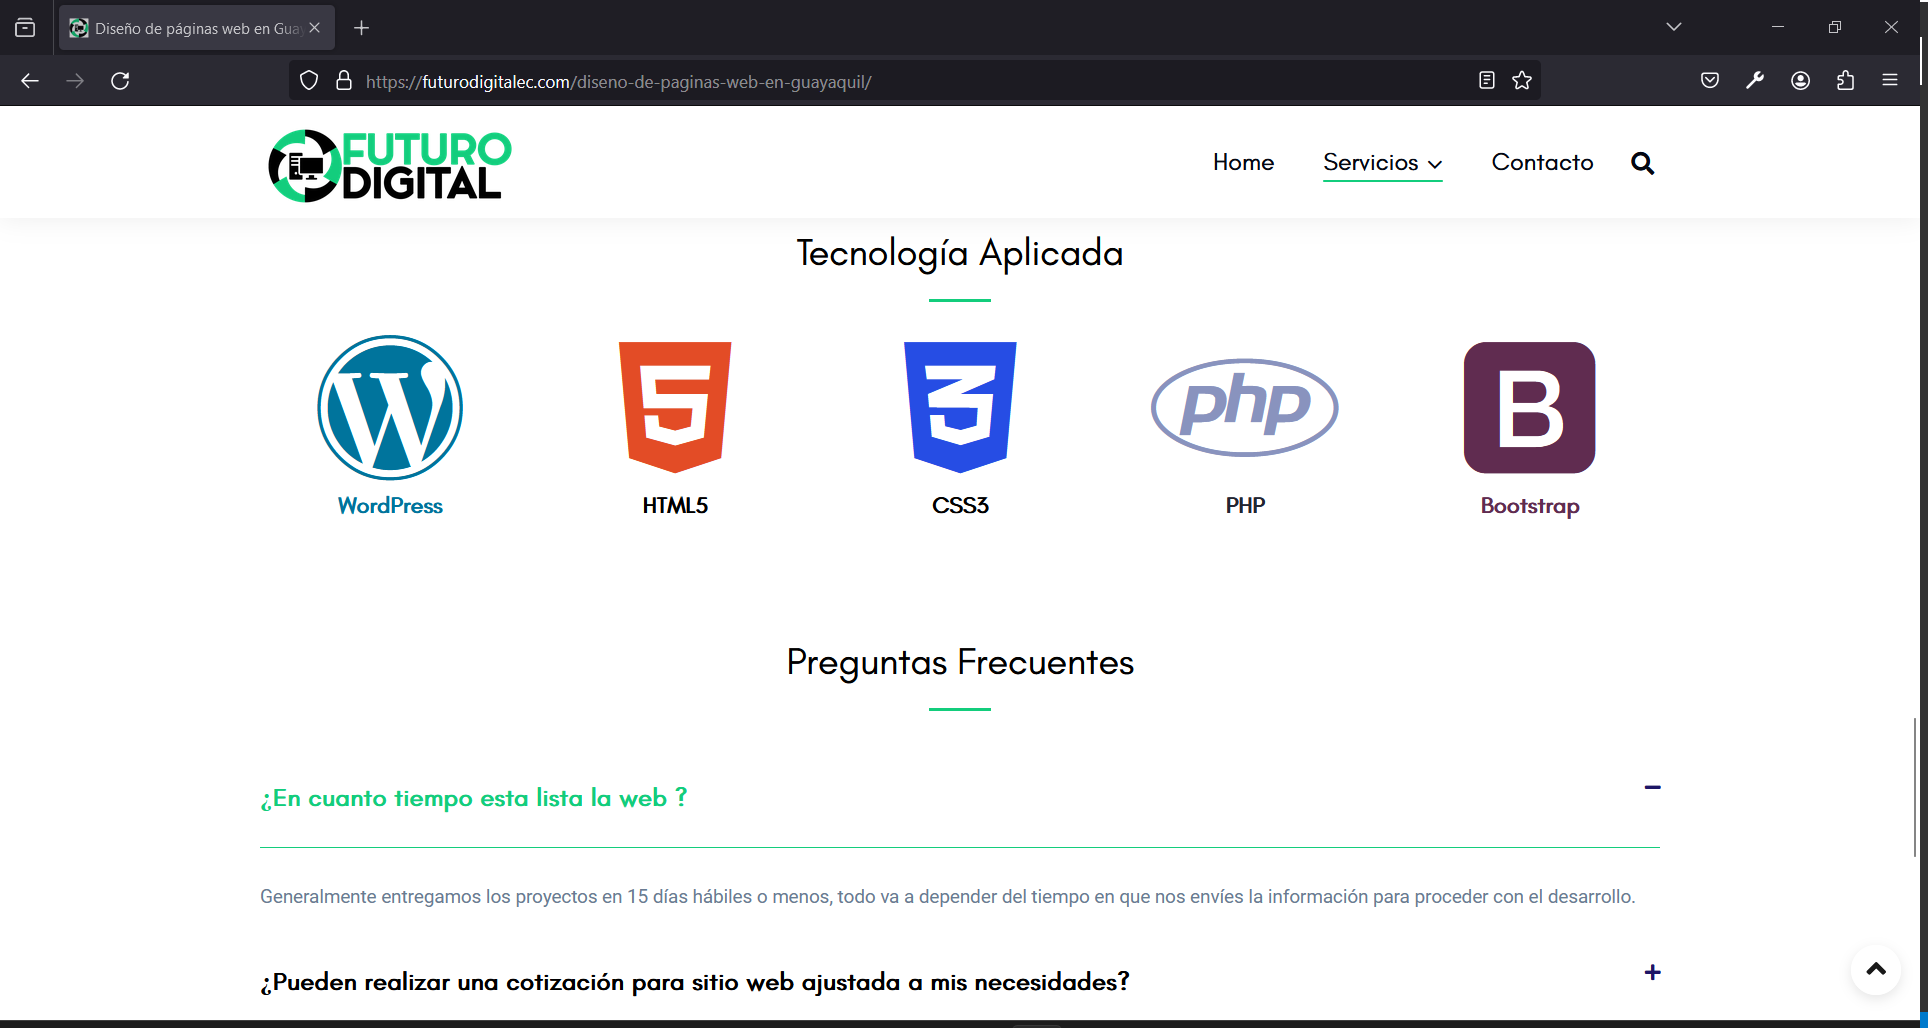 Diseño de páginas web en Gua
https://futurodigitalec.com/diseno-de-paginas-web-en-guayaquil/
FUTURO
DIGITAL
Home
Servicios
Contacto
Tecnología Aplicada
WordPress
HTML5
CSS3
php
PHP
B
Bootstrap
Preguntas Frecuentes
¿En cuanto tiempo esta lista la web ?
Generalmente entregamos los proyectos en 15 días hábiles o menos, todo va a depender del tiempo en que nos envíes la información para proceder con el desarrollo.
¿Pueden realizar una cotización para sitio web ajustada a mis necesidades?